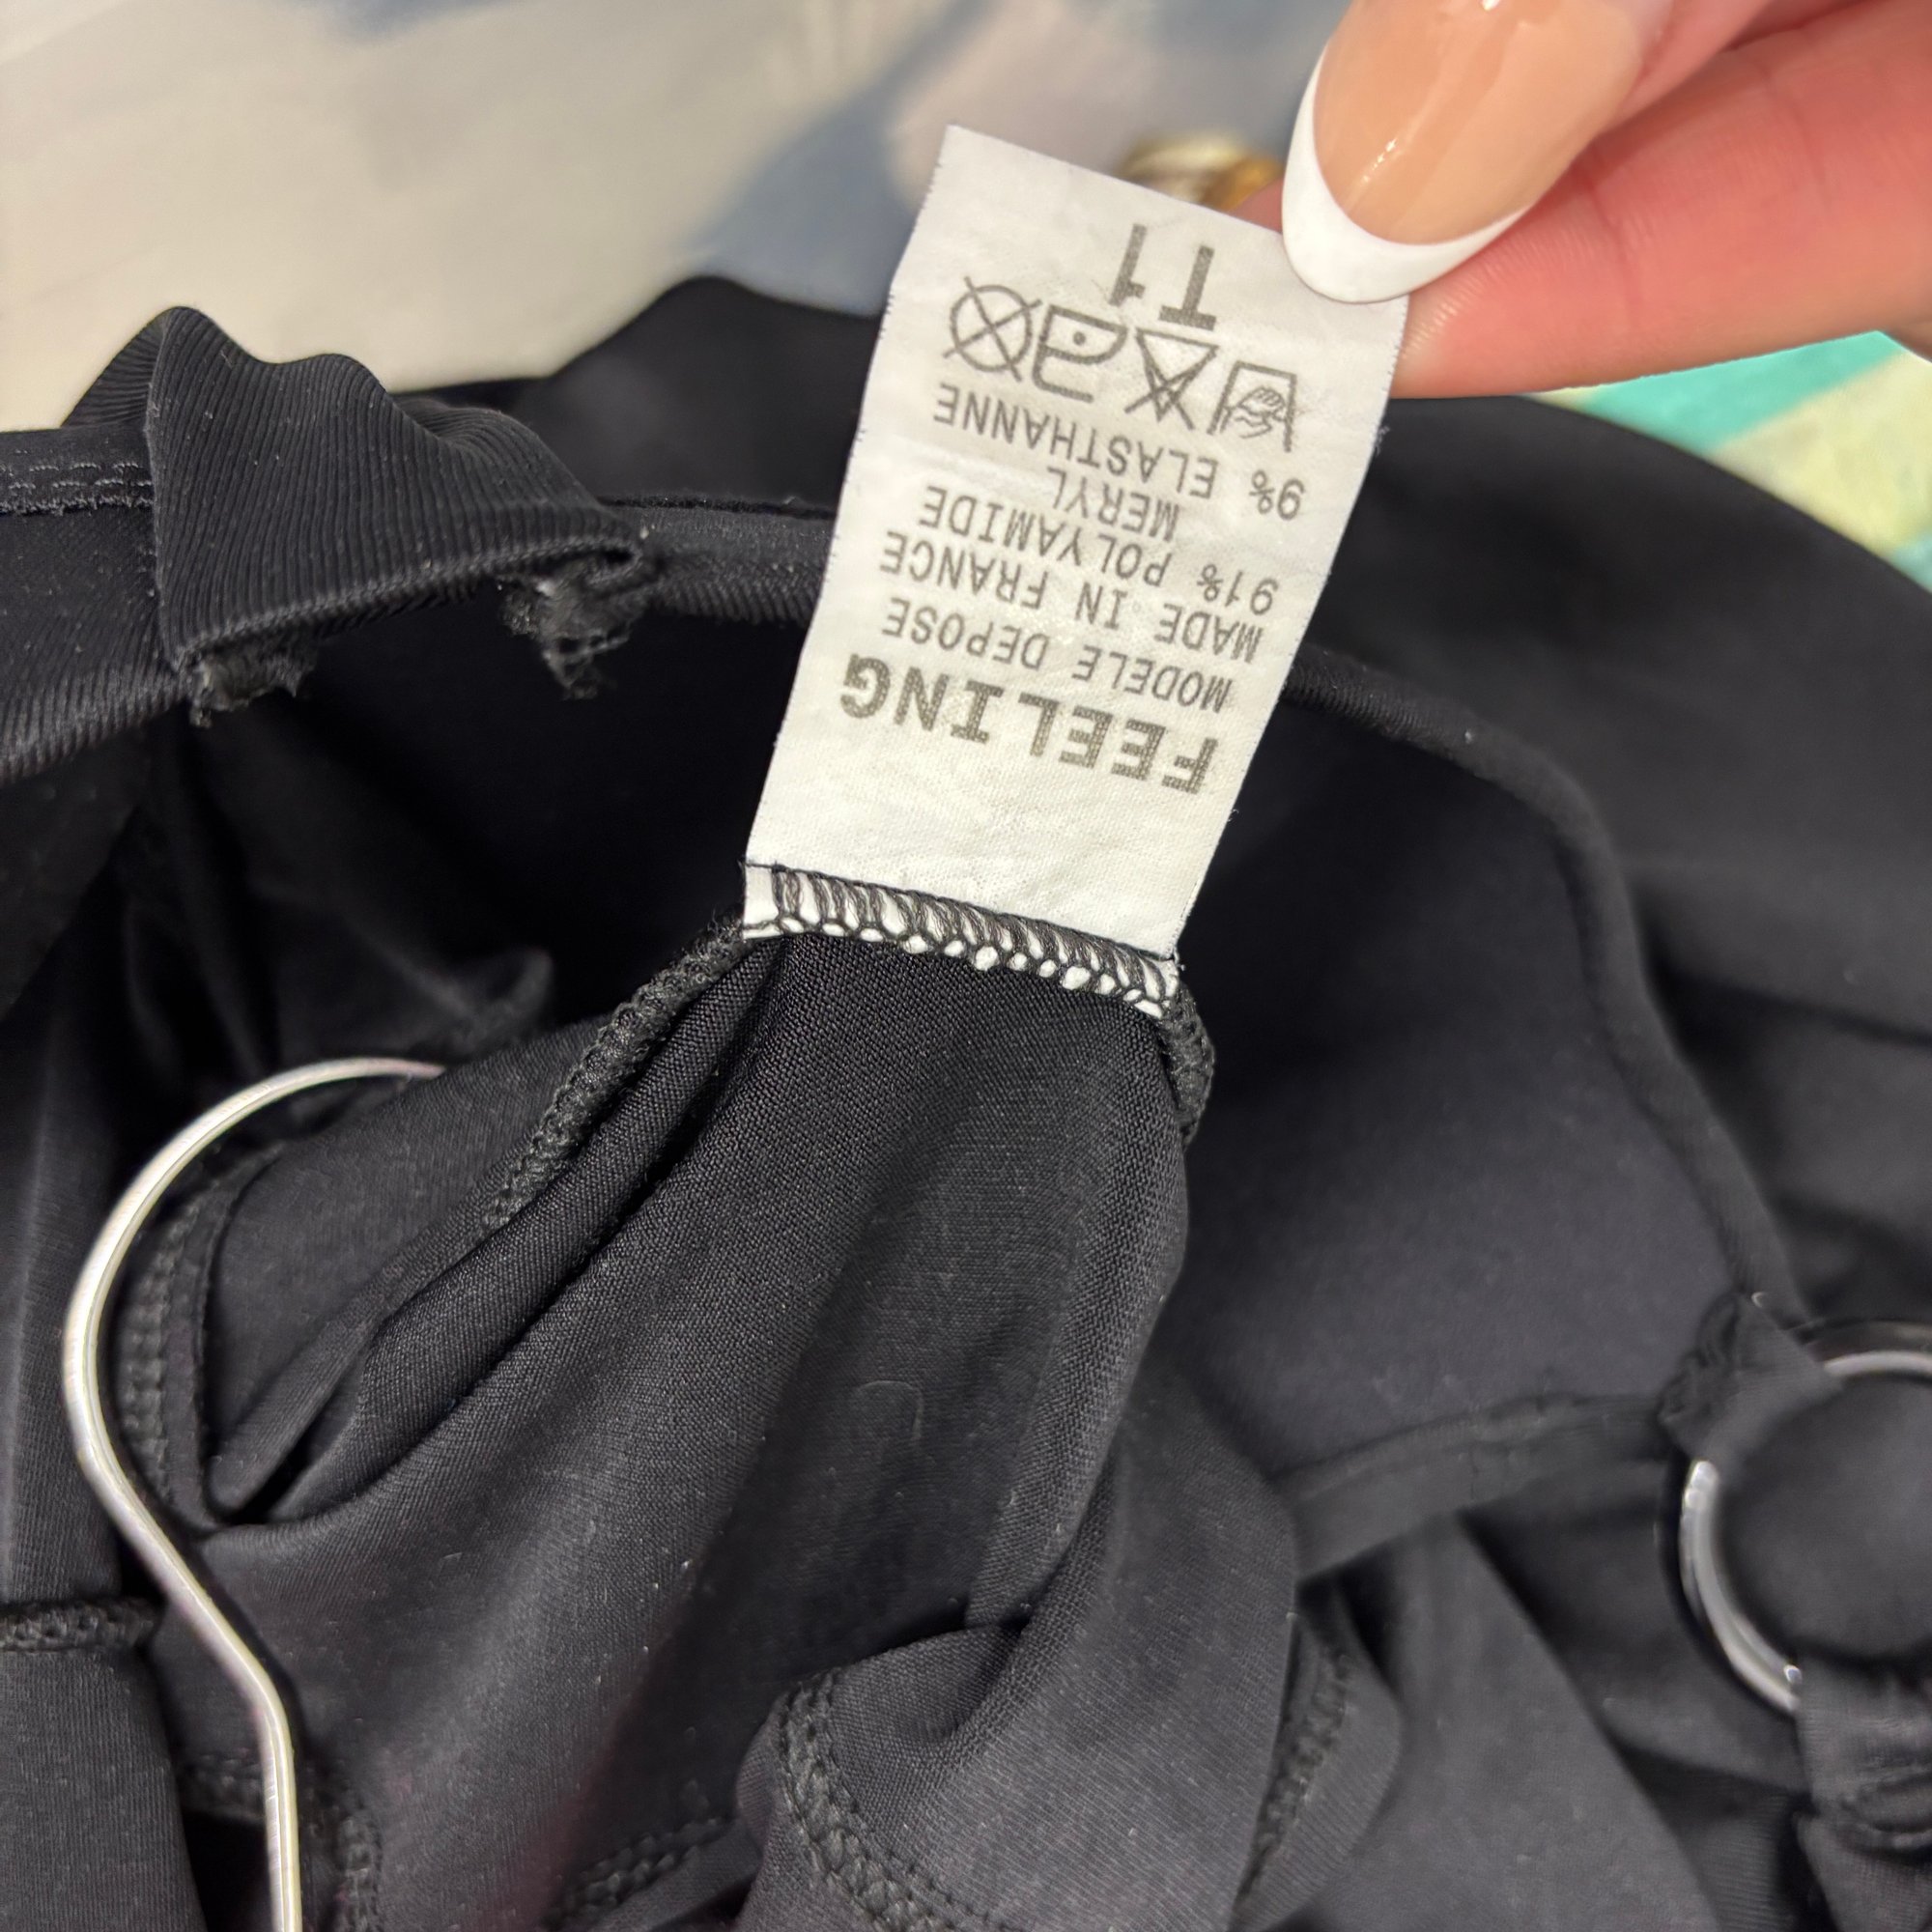 FEELING
MODELE DEPOSE
MADE IN FRANCE
91% POLYAMIDE
MERYL
9% ELASTHANNE
T1